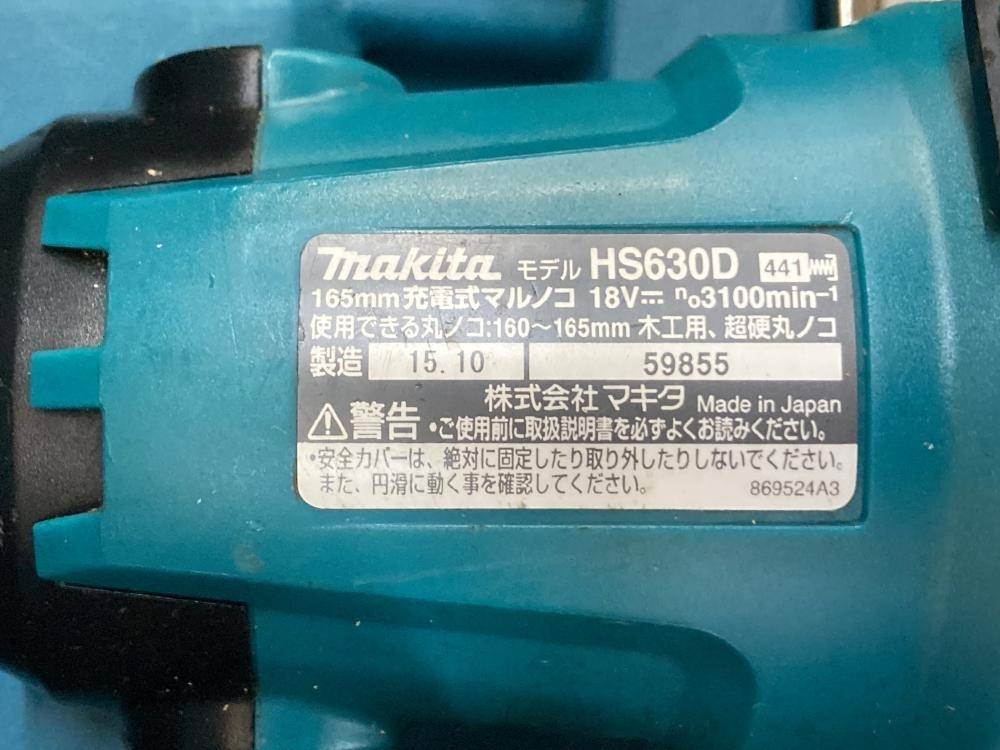 makita モデル HS630D 441
165mm 充電式マルノコ 18V⎓ n₀3100min⁻¹
使用できる丸ノコ:160～165mm 木工用、超硬丸ノコ
製造 15.10 59855
株式会社マキタ Made in Japan
⚠警告 •ご使用前に取扱説明書を必ずよくお読みください。
•安全カバーは、絶対に固定したり取り外したりしないでください。
また、円滑に動く事を確認してください。 869524A3